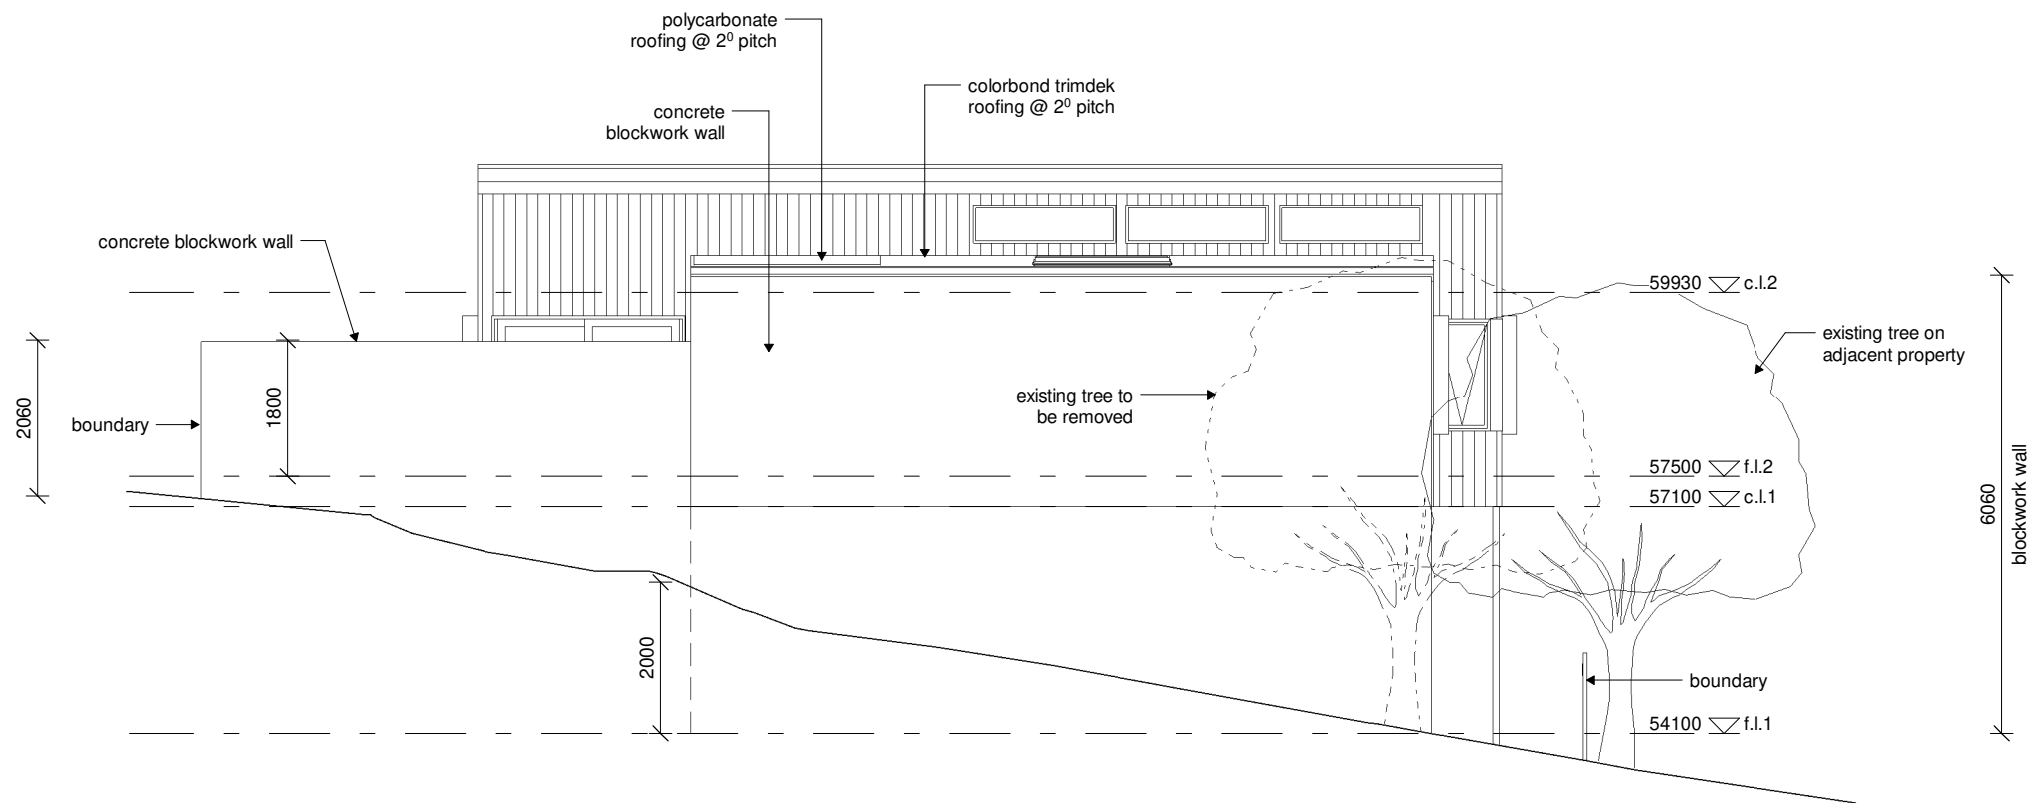 polycarbonate
roofing @ 2⁰ pitch
colorbond trimdek
roofing @ 2⁰ pitch
concrete
blockwork wall
concrete blockwork wall
59930 c.l.2
existing tree on
adjacent property
2060
1800
boundary
existing tree to
be removed
57500 f.l.2
57100 c.l.1
6060
blockwork wall
2000
boundary
54100 f.l.1